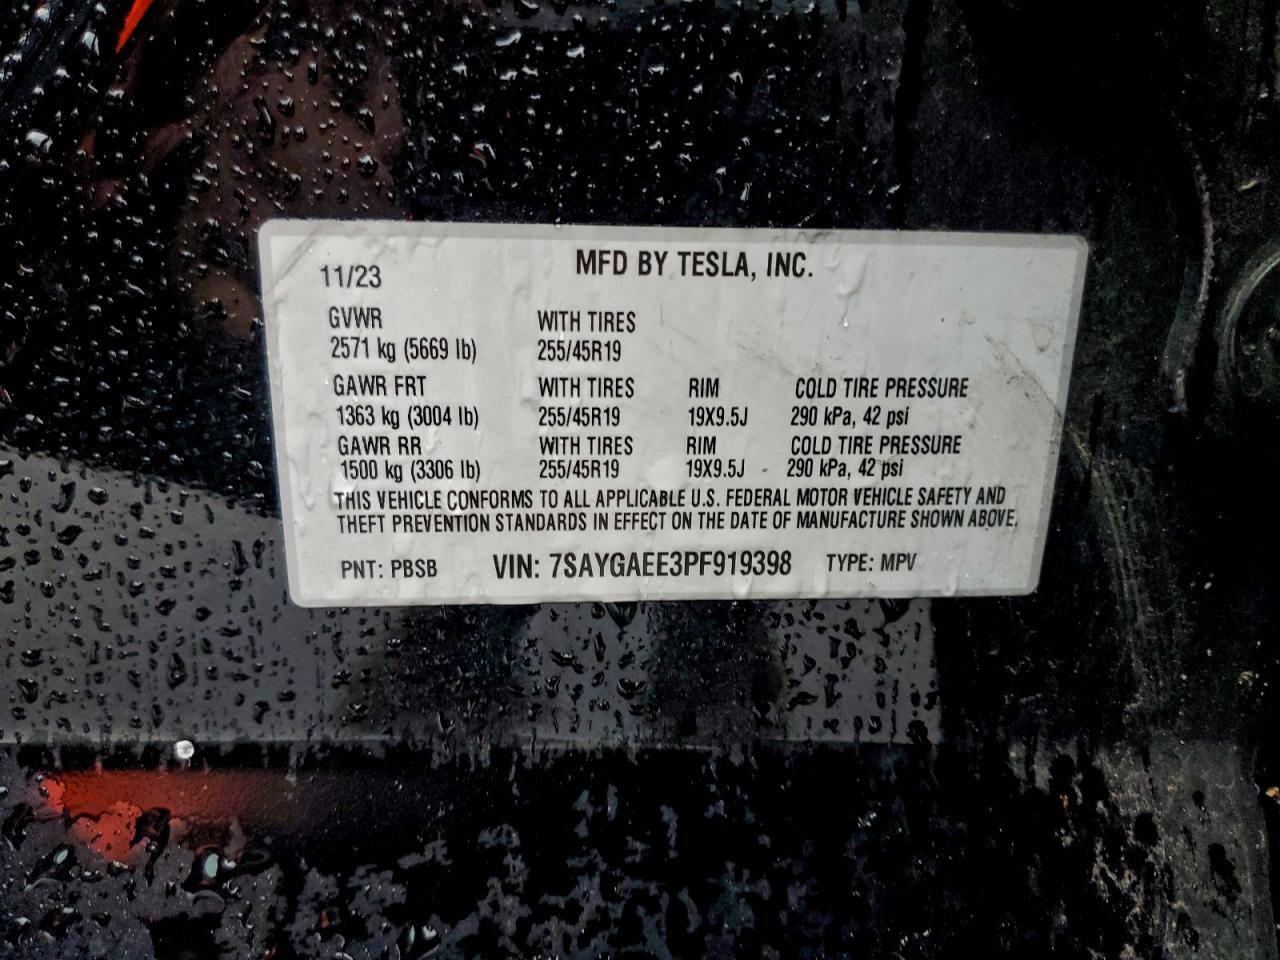 MFD BY TESLA, INC.
11/23
GVWR WITH TIRES
2571 kg (5669 lb) 255/45R19
GAWR FRT WITH TIRES RIM COLD TIRE PRESSURE
1363 kg (3004 lb) 255/45R19 19X9.5J 290 kPa, 42 psi
GAWR RR WITH TIRES RIM COLD TIRE PRESSURE
1500 kg (3306 lb) 255/45R19 19X9.5J 290 kPa, 42 psi
THIS VEHICLE CONFORMS TO ALL APPLICABLE U.S. FEDERAL MOTOR VEHICLE SAFETY AND
THEFT PREVENTION STANDARDS IN EFFECT ON THE DATE OF MANUFACTURE SHOWN ABOVE.
PNT: PBSB VIN: 7SAYGAEE3PF919398 TYPE: MPV